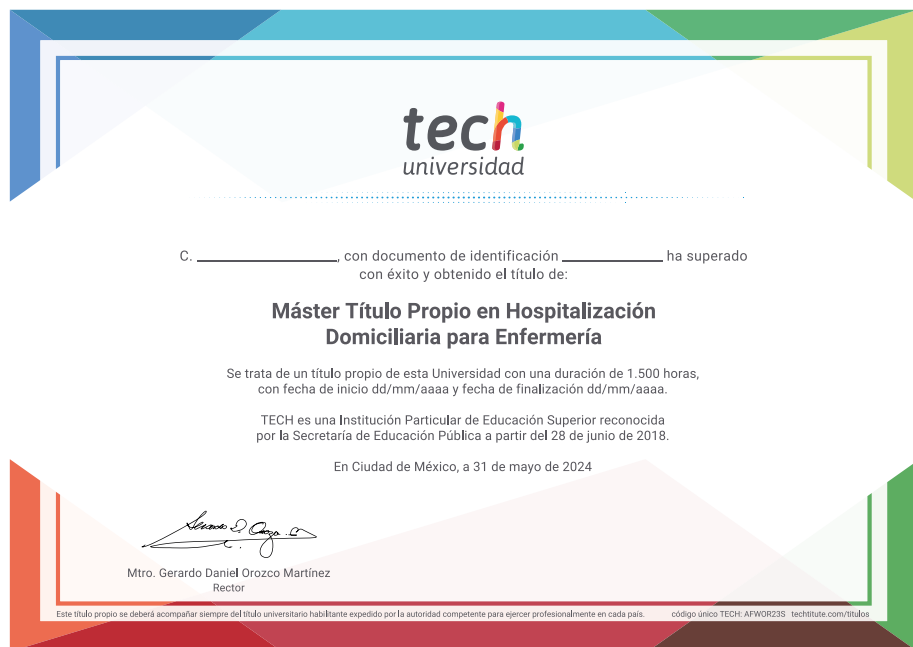 tech
universidad
C. ____________, con documento de identificación ____________ ha superado
con éxito y obtenido el título de:
Máster Título Propio en Hospitalización
Domiciliaria para Enfermería
Se trata de un título propio de esta Universidad con una duración de 1.500 horas,
con fecha de inicio dd/mm/aaaa y fecha de finalización dd/mm/aaaa.
TECH es una Institución Particular de Educación Superior reconocida
por la Secretaría de Educación Pública a partir del 28 de junio de 2018.
En Ciudad de México, a 31 de mayo de 2024
Mtro. Gerardo Daniel Orozco Martínez
Rector
Este título propio se deberá acompañar siempre del título universitario habilitante expedido por la autoridad competente para ejercer profesionalmente en cada país. código único TECH: AFWOR23S techtitute.com/titulos